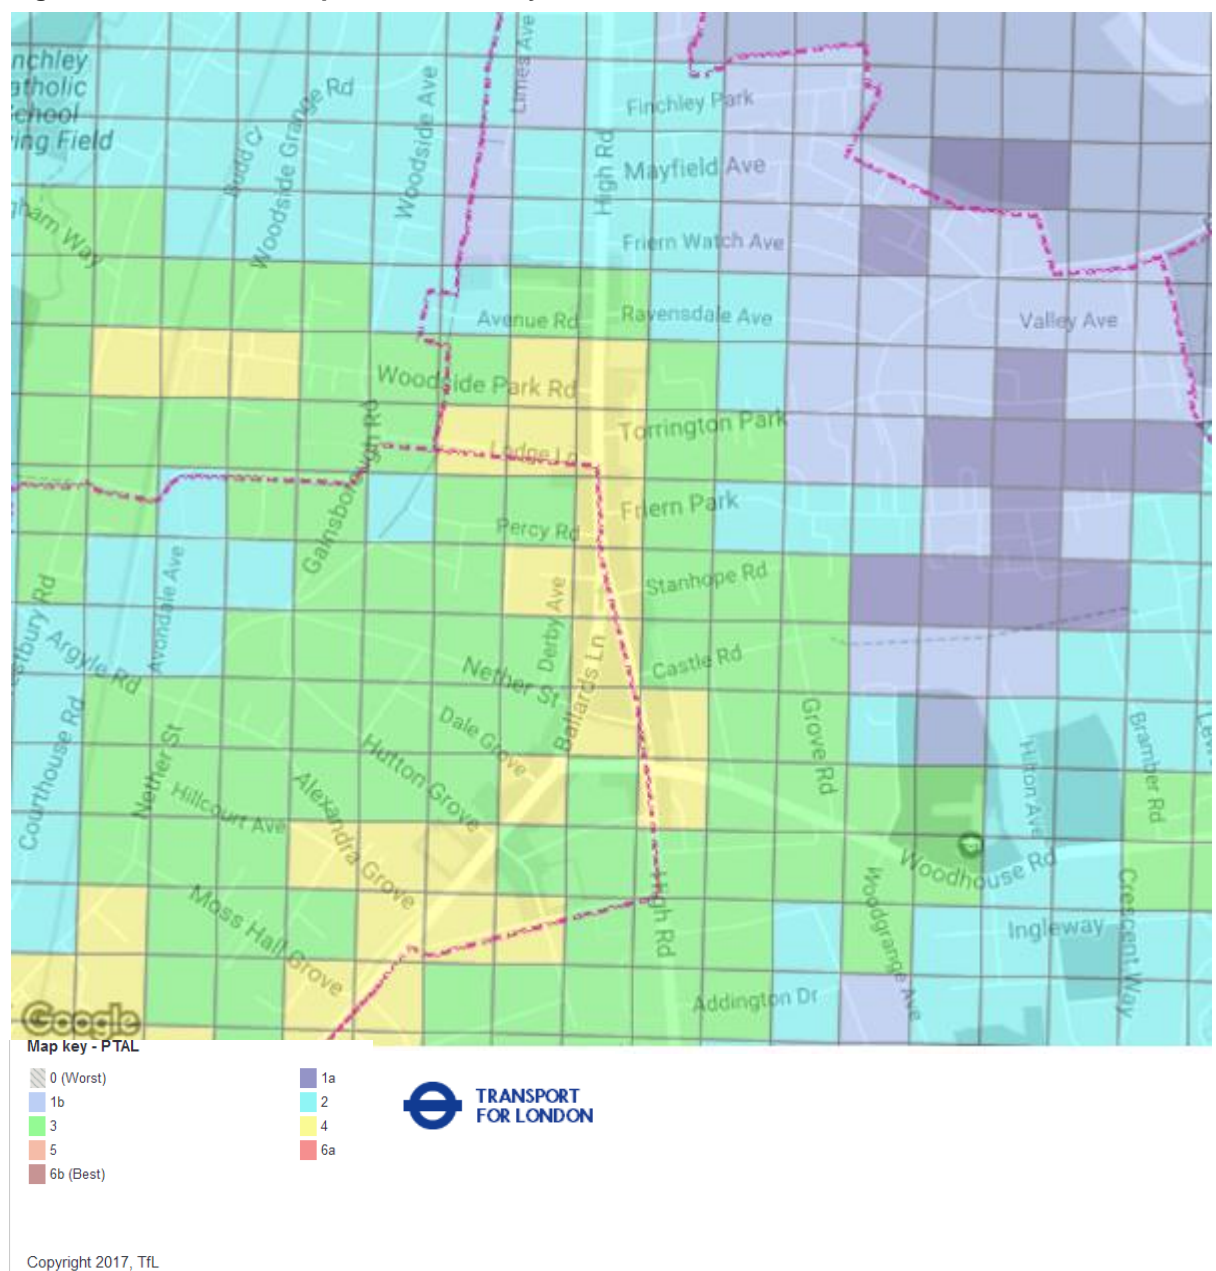 nchley
atholic
chool
ing Field
Limes Ave
Woodside Ave
Woodside Grange Rd
High Rd
Finchley Park
Mayfield Ave
Friern Watch Ave
gham Way
Avenue Rd
Ravensdale Ave
Valley Ave
Woodside Park Rd
Torrington Park
Lodge Ln
Gainsborough Rd
Percy Rd
Friern Park
Stanhope Rd
Avondale Ave
Derby Ave
Castle Rd
stbury Rd
Argyle Rd
Nether St
Ballards Ln
Dale Grove
Grove Rd
Courthouse Rd
Nether St
Hutton Grove
Hillcourt Ave
Alexandra Grove
Hilton Ave
Bramber Rd
Woodhouse Rd
Moss Hall Grove
High Rd
Woodgrange Ave
Ingleway
Crescent Way
Addington Dr
Google
Map key - PTAL
0 (Worst)
1a
1b
2
3
4
5
6a
6b (Best)
TRANSPORT
FOR LONDON
Copyright 2017, TfL